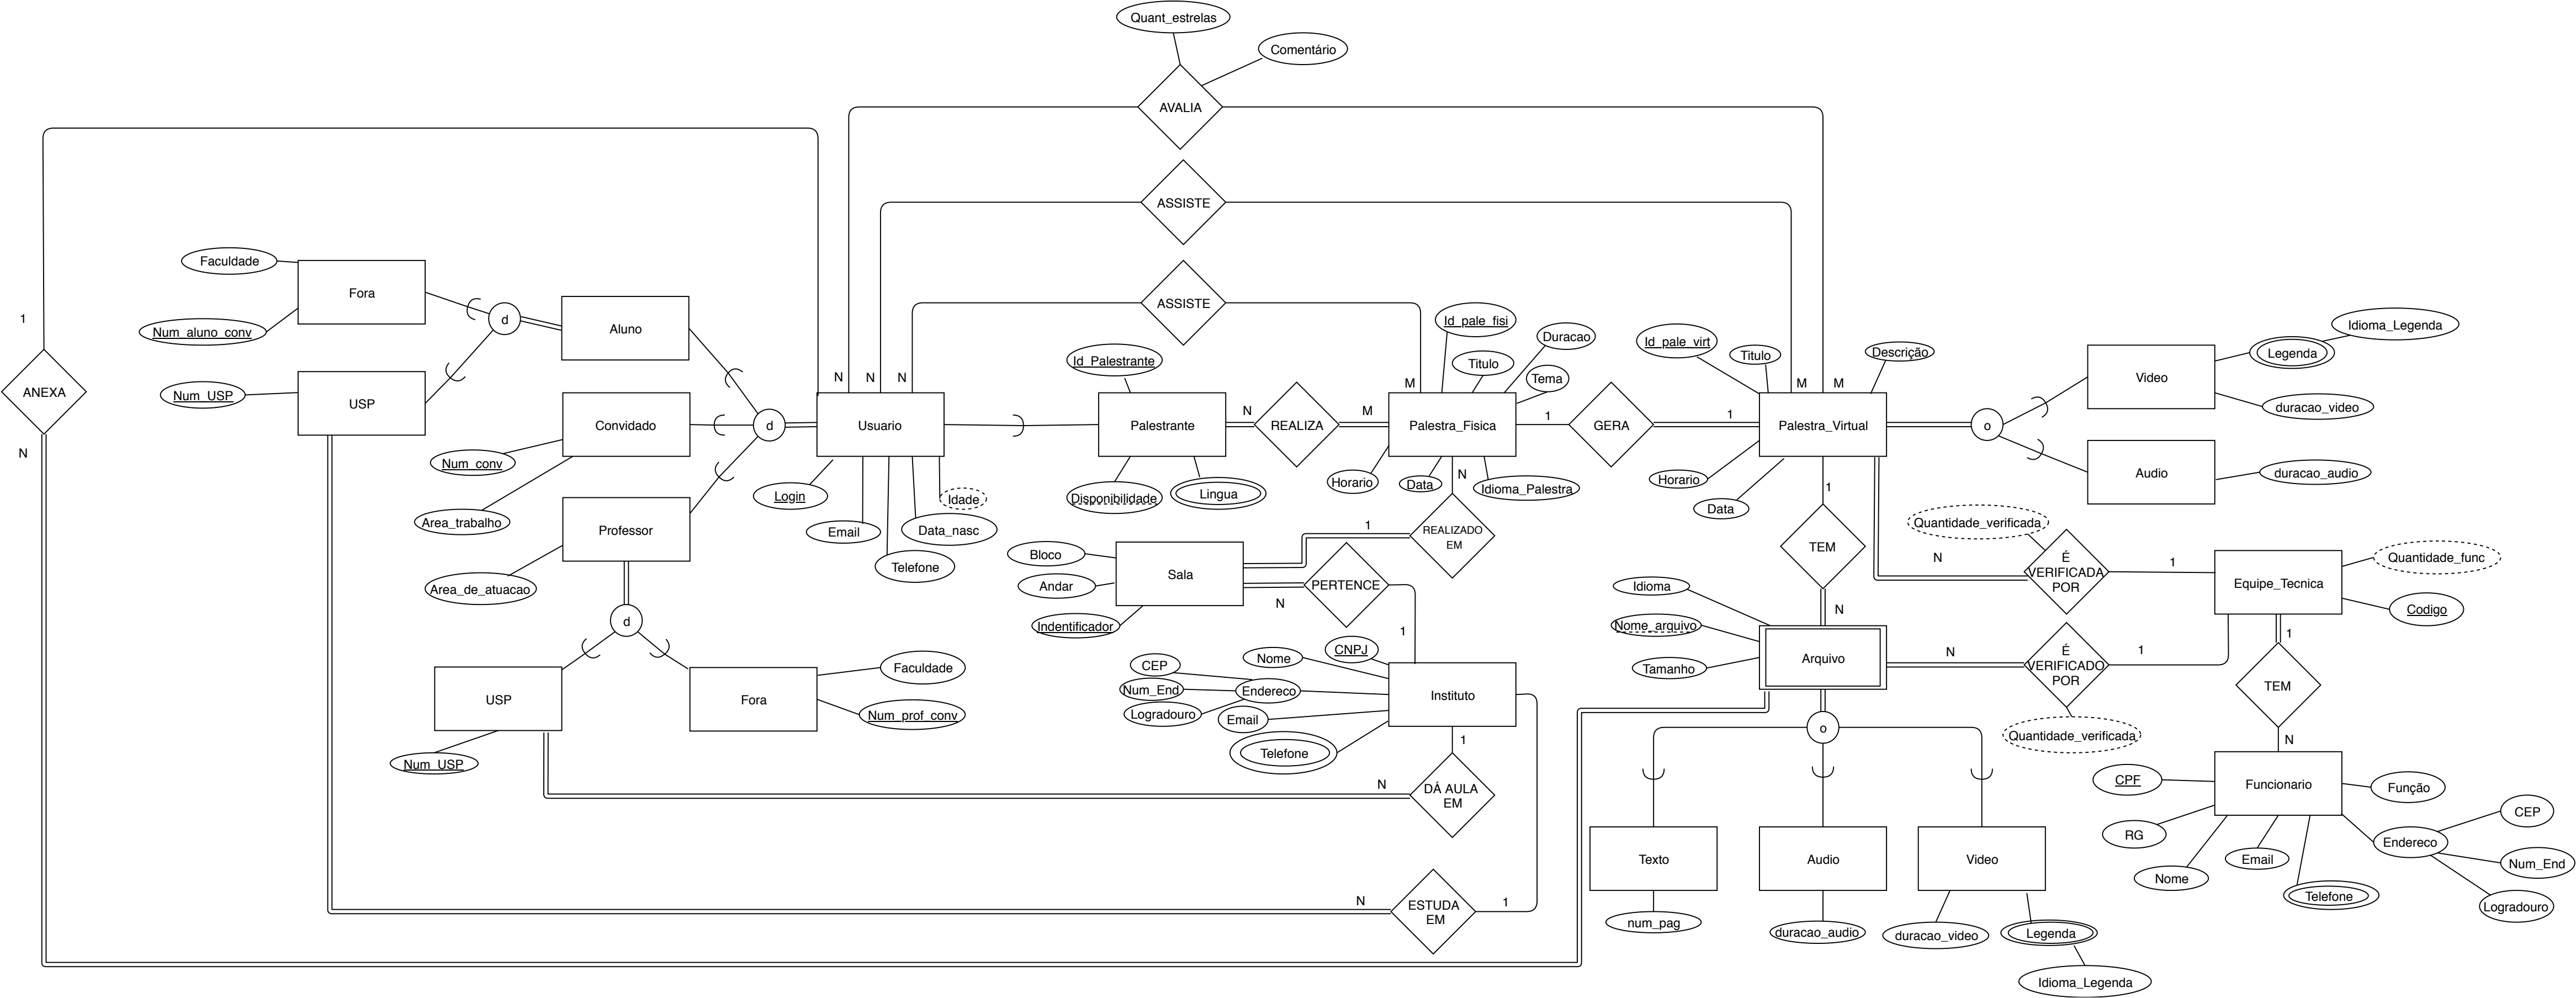 Quant_estrelas
Comentário
AVALIA
ASSISTE
Faculdade
Fora
Num_aluno_conv
d
Aluno
USP
Num_USP
1
ANEXA
N
Convidado
Num_conv
Area_trabalho
d
Professor
Area_de_atuacao
d
USP
Num_USP
Fora
Faculdade
Num_prof_conv
N
N
N
Usuario
Login
Email
Telefone
Data_nasc
Idade
ASSISTE
Id_Palestrante
Palestrante
Disponibilidade
Lingua
N
REALIZA
M
M
Id_pale_fisi
Titulo
Duracao
Tema
Palestra_Fisica
Horario
Data
Idioma_Palestra
1
GERA
1
N
REALIZADO
EM
1
Bloco
Andar
Indentificador
Sala
PERTENCE
N
1
CNPJ
Nome
CEP
Num_End
Logradouro
Endereco
Email
Telefone
Instituto
1
DÁ AULA
EM
N
ESTUDA
EM
N
1
Id_pale_virt
Titulo
Descrição
M
M
Palestra_Virtual
Horario
Data
o
Video
Legenda
Idioma_Legenda
duracao_video
Audio
duracao_audio
1
TEM
N
Idioma
Nome_arquivo
Tamanho
Arquivo
Quantidade_verificada
É
VERIFICADA
POR
N
1
Equipe_Tecnica
Quantidade_func
Codigo
N
É
VERIFICADO
POR
1
Quantidade_verificada
1
TEM
N
o
Texto
num_pag
Audio
duracao_audio
Video
duracao_video
Legenda
Idioma_Legenda
Funcionario
CPF
RG
Nome
Email
Telefone
Função
Endereco
CEP
Num_End
Logradouro